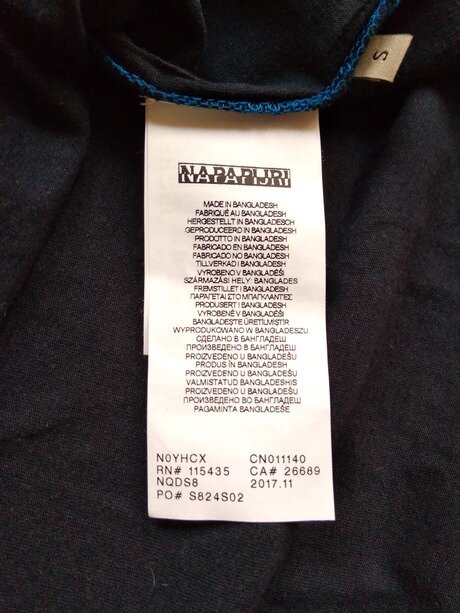 S
NAPAPIJRI
MADE IN BANGLADESH
FABRIQUÉ AU BANGLADESH
HERGESTELLT IN BANGLADESCH
GEPRODUCEERD IN BANGLADESH
PRODOTTO IN BANGLADESH
FABRICADO EN BANGLADESH
FABRICADO NO BANGLADESH
TILLVERKAD I BANGLADESH
VYROBENO V BANGLADÉŠI
SZÁRMAZÁSI HELY: BANGLADES
FREMSTILLET I BANGLADESH
ΠΑΡΑΓΕΤΑΙ ΣΤΟ ΜΠΑΓΚΛΑΝΤΕΣ
PRODUSERT I BANGLADESH
VYROBENÉ V BANGLADÉŠI
BANGLADEŞTE ÜRETİLMİŞTİR
WYPRODUKOWANO W BANGLADESZU
СДЕЛАНО В БАНГЛАДЕШ
ПРОИЗВЕДЕНО В БАНГЛАДЕШ
PROIZVEDENO U BANGLADEŠU
PRODUS ÎN BANGLADESH
PROIZVEDENO U BANGLADEŠU
VALMISTATUD BANGLADESHIS
ПРОИЗВЕДЕНО ВО БАНГЛАДЕШ
PAGAMINTA BANGLADEŠE
N0YHCX CN011140
RN# 115435 CA# 26689
NQDS8 2017.11
PO# S824S02